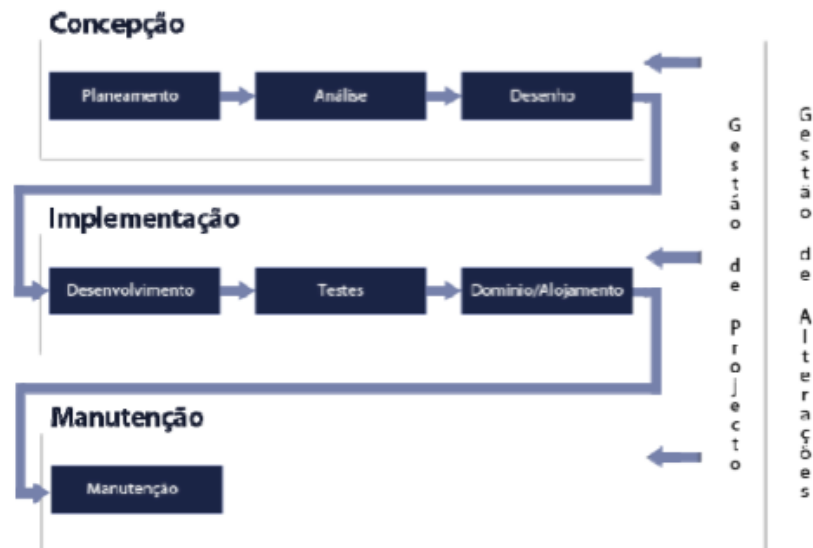 Concepção
Planeamento
Análise
Desenho
Implementação
Desenvolvimento
Testes
Domínio/Alojamento
Manutenção
Manutenção
Gestão de Projecto
Gestão de Alterações